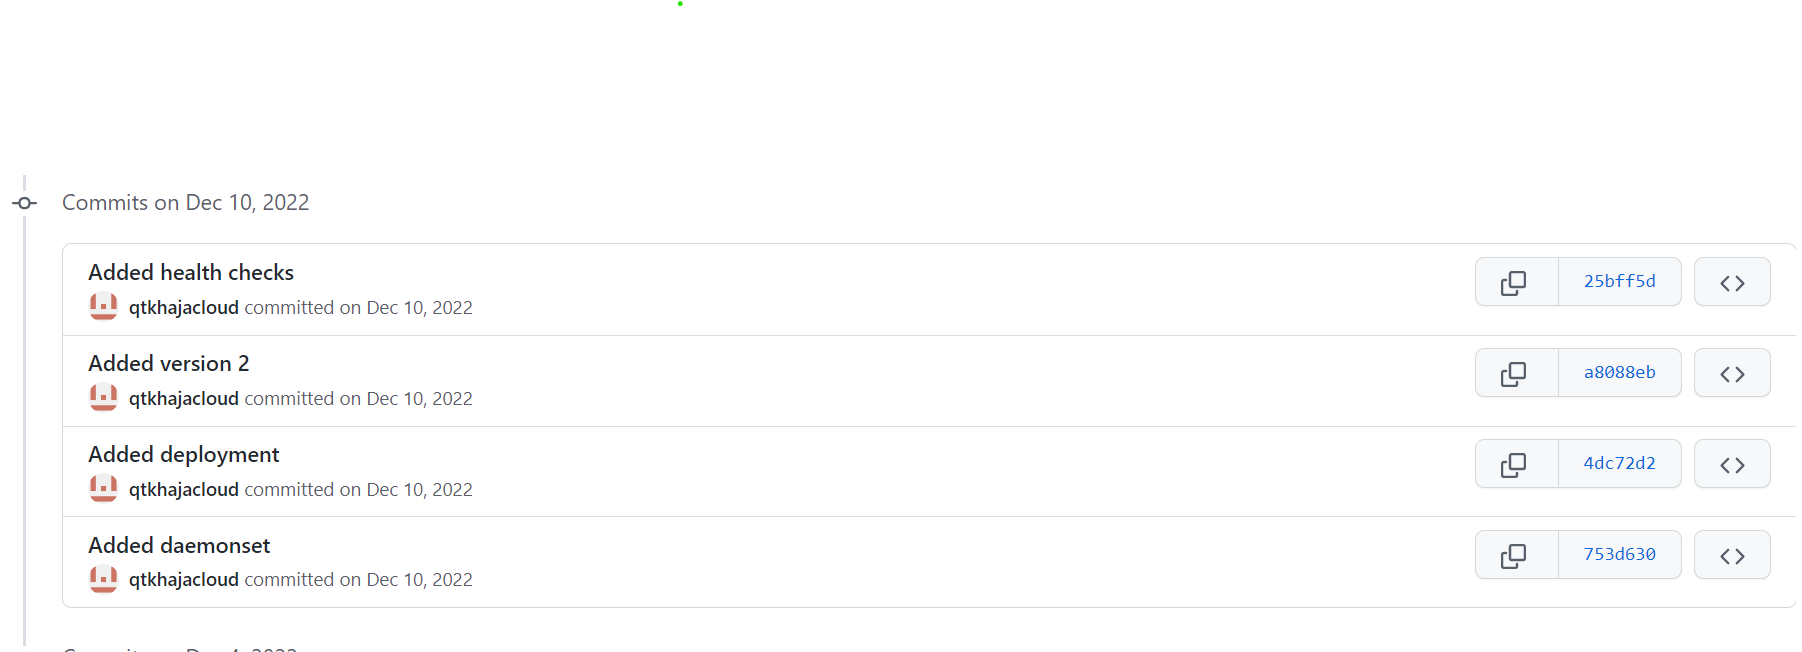 Commits on Dec 10, 2022
Added health checks
qtkhajacloud committed on Dec 10, 2022
25bff5d
Added version 2
qtkhajacloud committed on Dec 10, 2022
a8088eb
Added deployment
qtkhajacloud committed on Dec 10, 2022
4dc72d2
Added daemonset
qtkhajacloud committed on Dec 10, 2022
753d630